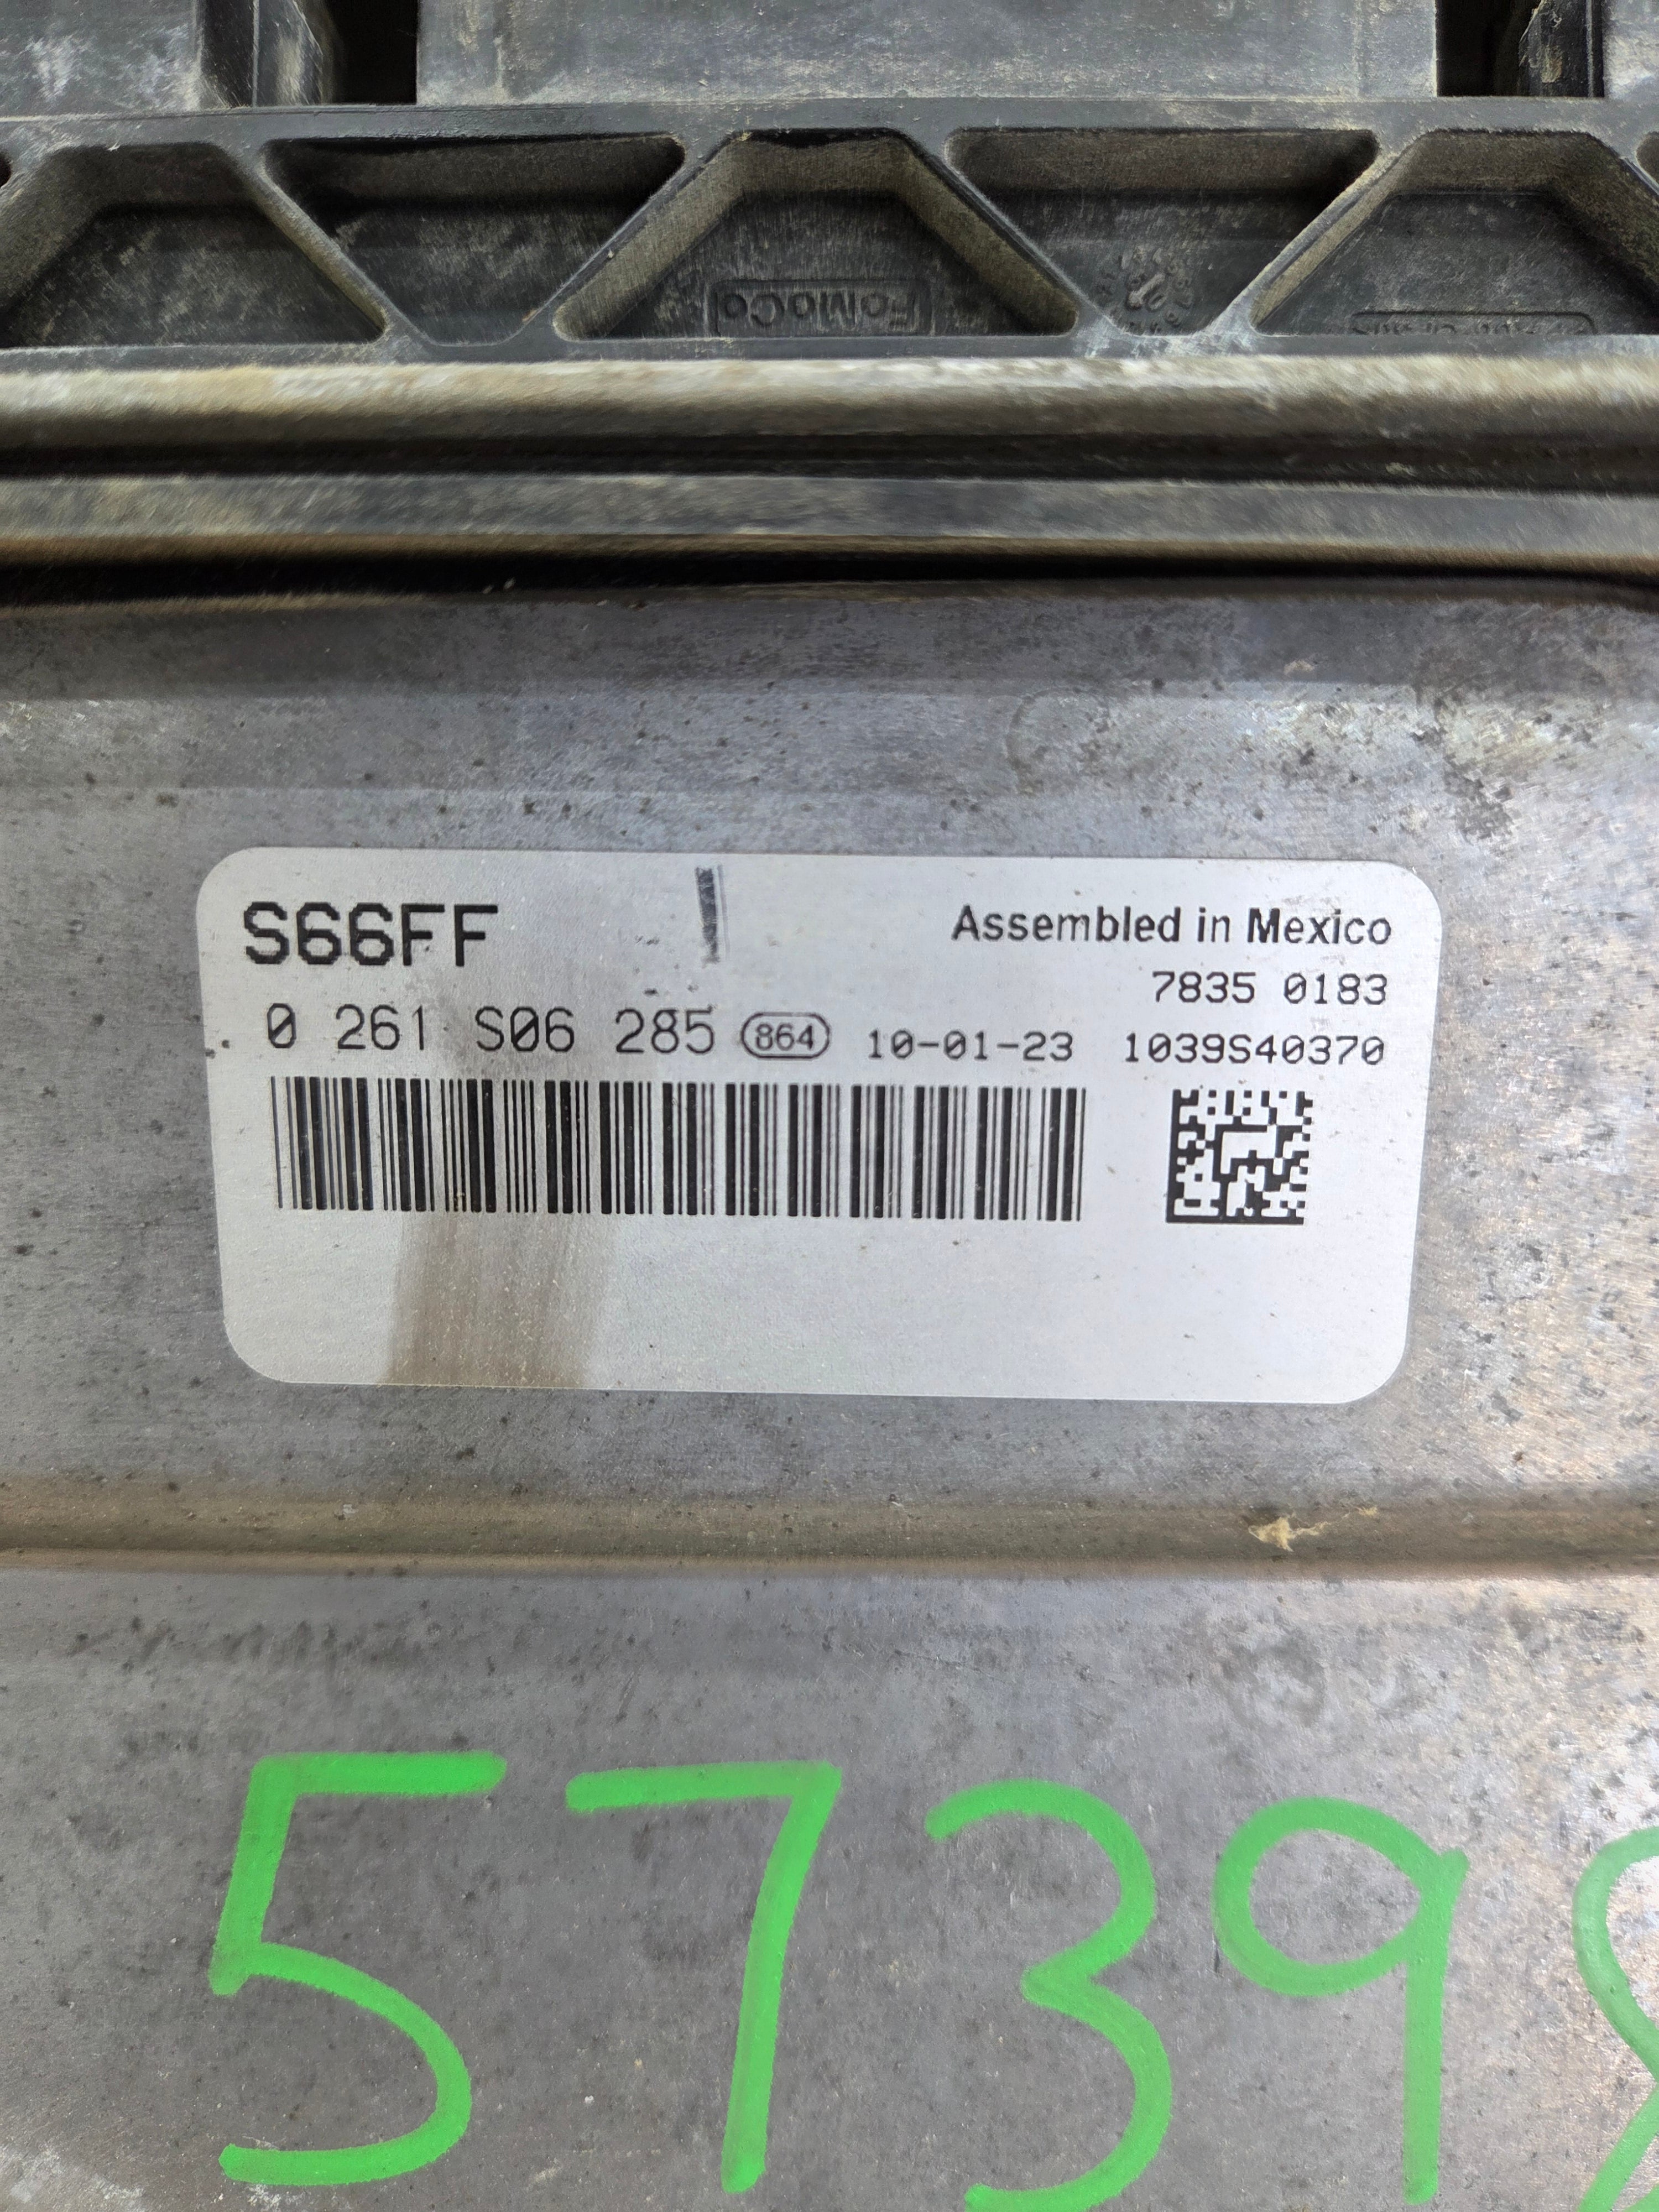 FoMoCo
S66FF
Assembled in Mexico
7835 0183
0 261 S06 285 864 10-01-23 1039S40370
5739